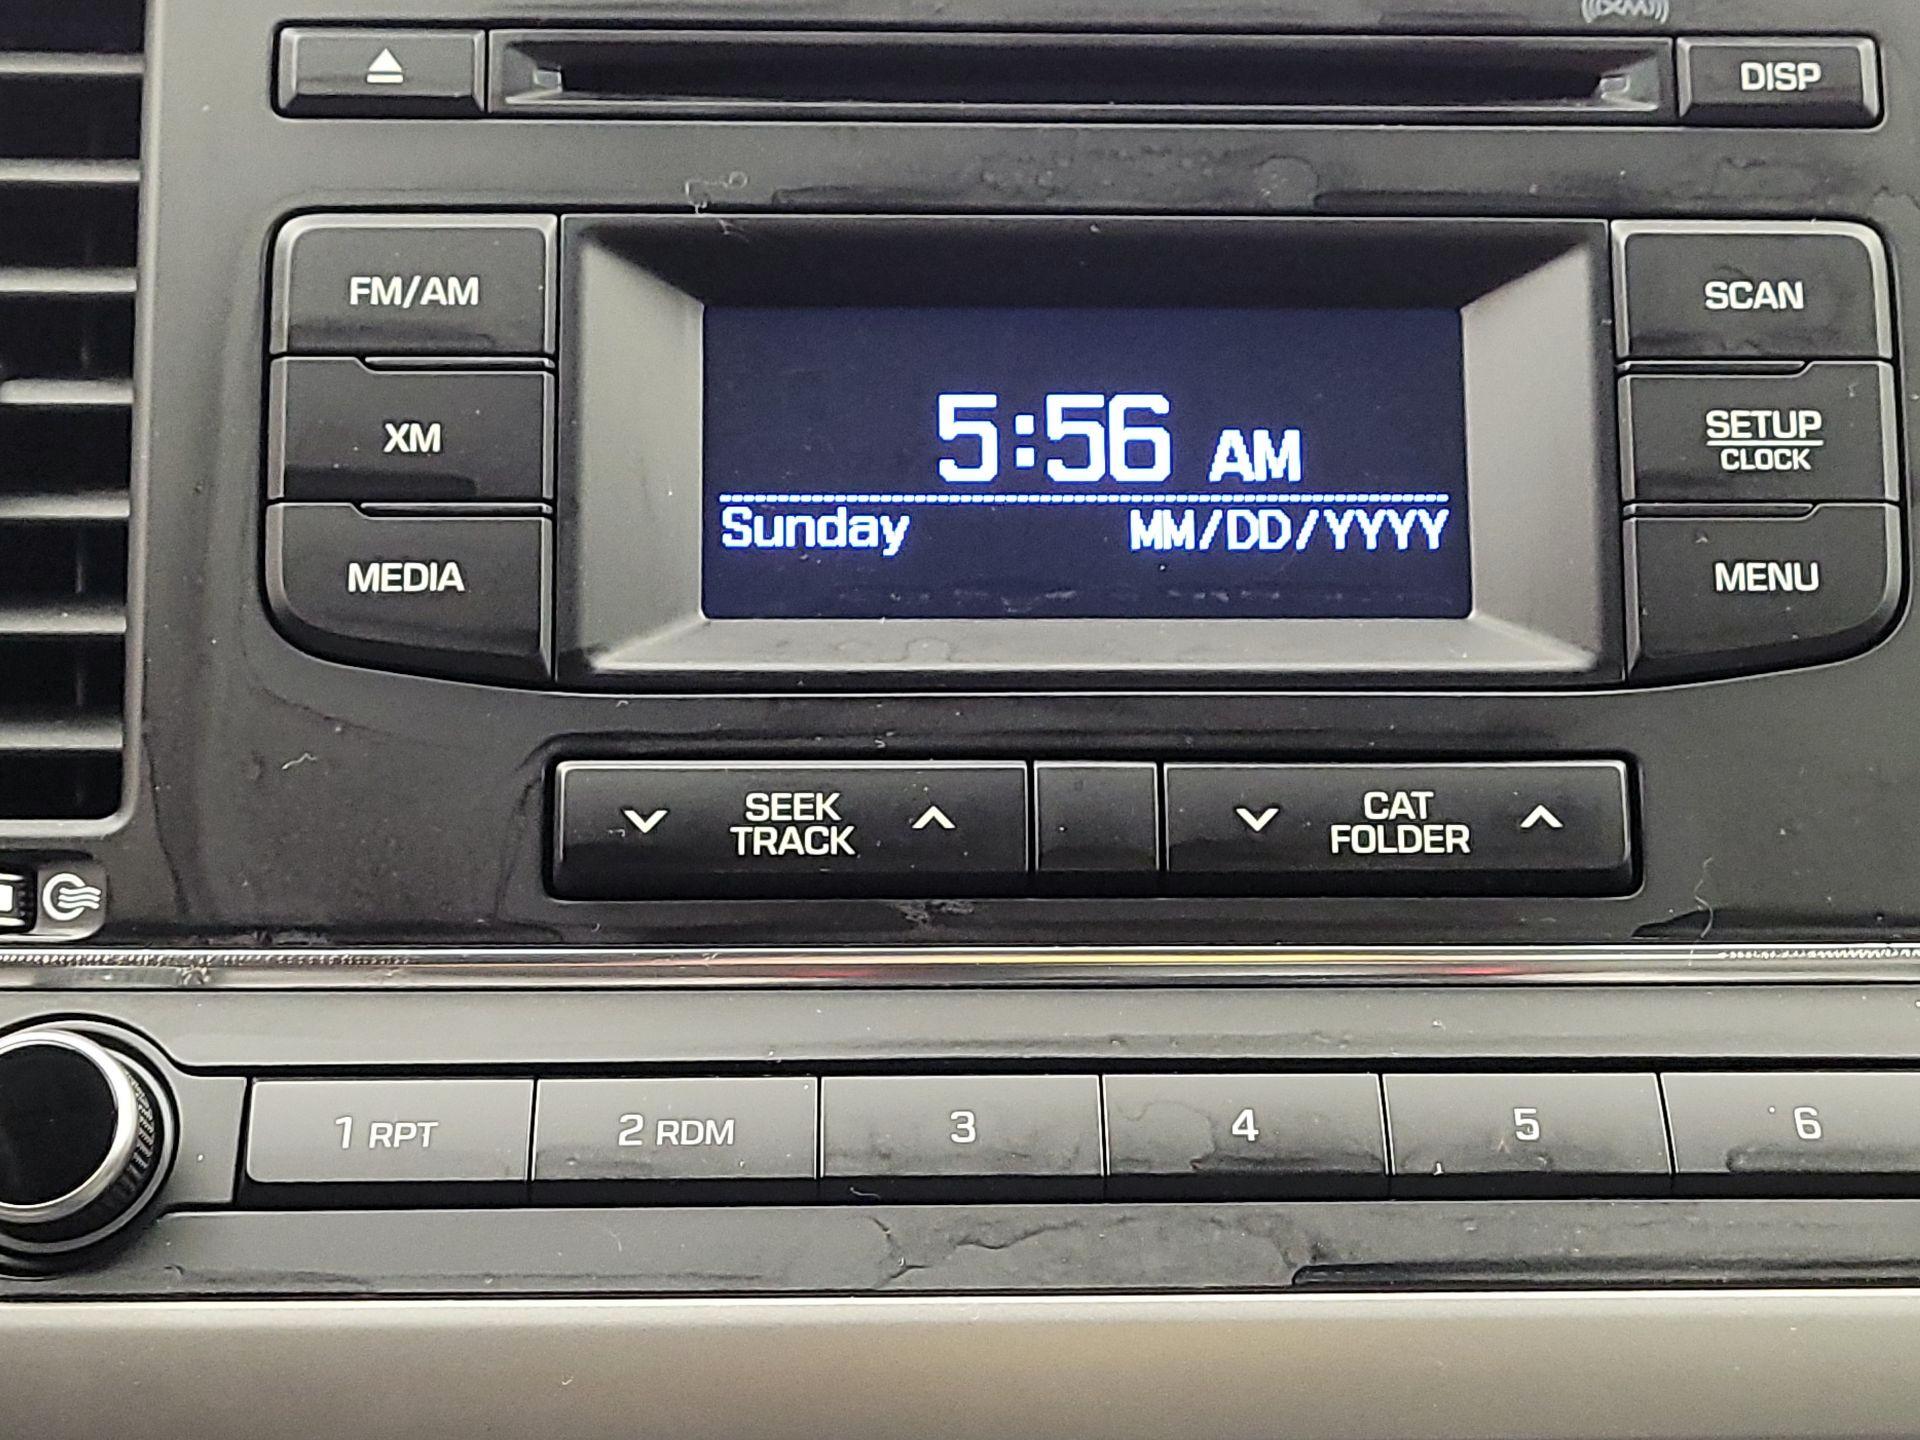 ((XM))
DISP
FM/AM
SCAN
5:56 AM
XM
SETUP
CLOCK
Sunday MM/DD/YYYY
MEDIA
MENU
SEEK
TRACK
CAT
FOLDER
1 RPT
2 RDM
3
4
5
6